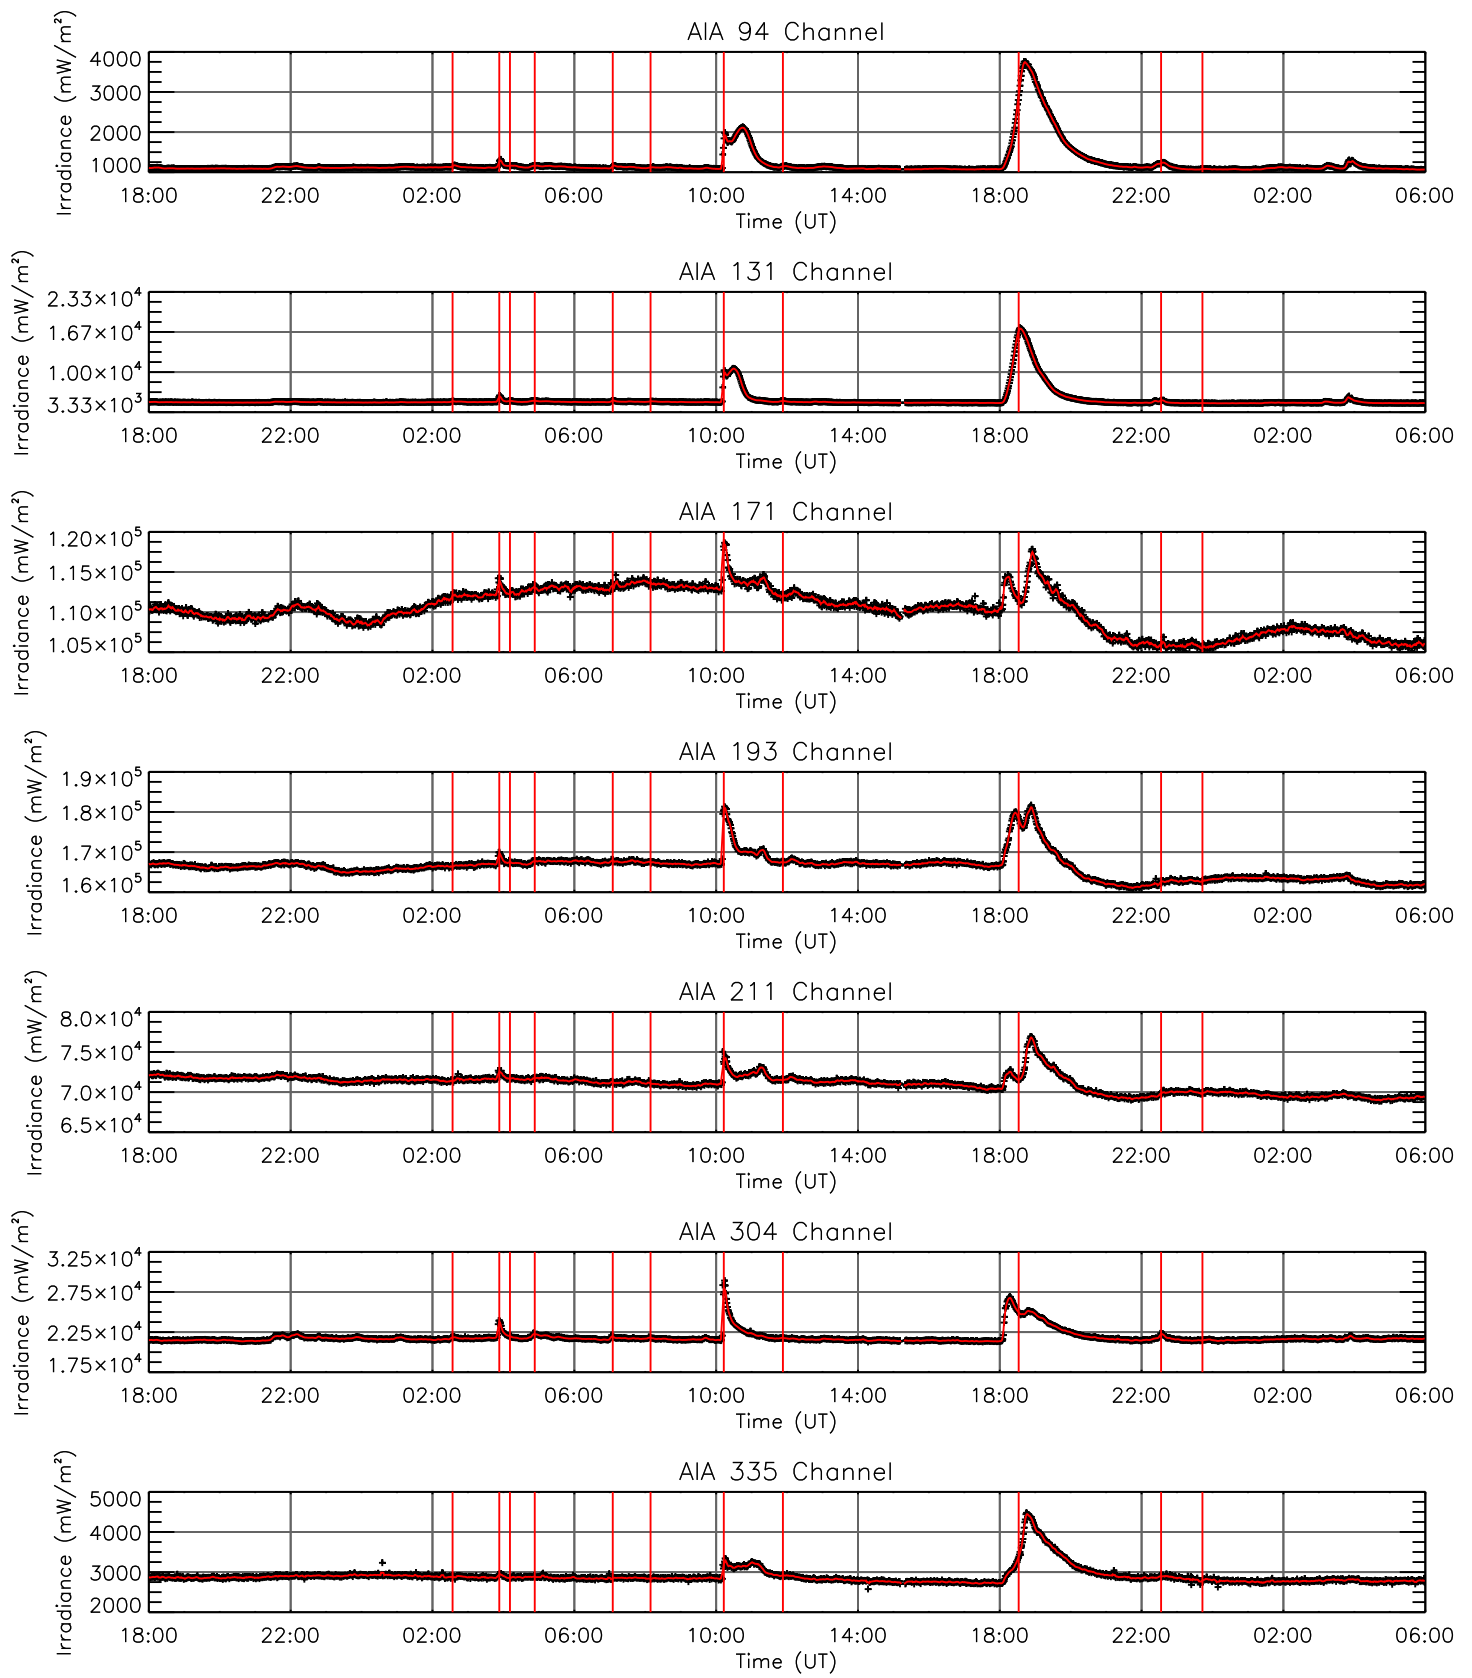 AIA 94 Channel
Irradiance (mW/m²)
4000
3000
2000
1000
18:00 22:00 02:00 06:00 10:00 14:00 18:00 22:00 02:00 06:00
Time (UT)
AIA 131 Channel
Irradiance (mW/m²)
2.33×10⁴
1.67×10⁴
1.00×10⁴
3.33×10³
18:00 22:00 02:00 06:00 10:00 14:00 18:00 22:00 02:00 06:00
Time (UT)
AIA 171 Channel
Irradiance (mW/m²)
1.20×10⁵
1.15×10⁵
1.10×10⁵
1.05×10⁵
18:00 22:00 02:00 06:00 10:00 14:00 18:00 22:00 02:00 06:00
Time (UT)
AIA 193 Channel
Irradiance (mW/m²)
1.9×10⁵
1.8×10⁵
1.7×10⁵
1.6×10⁵
18:00 22:00 02:00 06:00 10:00 14:00 18:00 22:00 02:00 06:00
Time (UT)
AIA 211 Channel
Irradiance (mW/m²)
8.0×10⁴
7.5×10⁴
7.0×10⁴
6.5×10⁴
18:00 22:00 02:00 06:00 10:00 14:00 18:00 22:00 02:00 06:00
Time (UT)
AIA 304 Channel
Irradiance (mW/m²)
3.25×10⁴
2.75×10⁴
2.25×10⁴
1.75×10⁴
18:00 22:00 02:00 06:00 10:00 14:00 18:00 22:00 02:00 06:00
Time (UT)
AIA 335 Channel
Irradiance (mW/m²)
5000
4000
3000
2000
18:00 22:00 02:00 06:00 10:00 14:00 18:00 22:00 02:00 06:00
Time (UT)